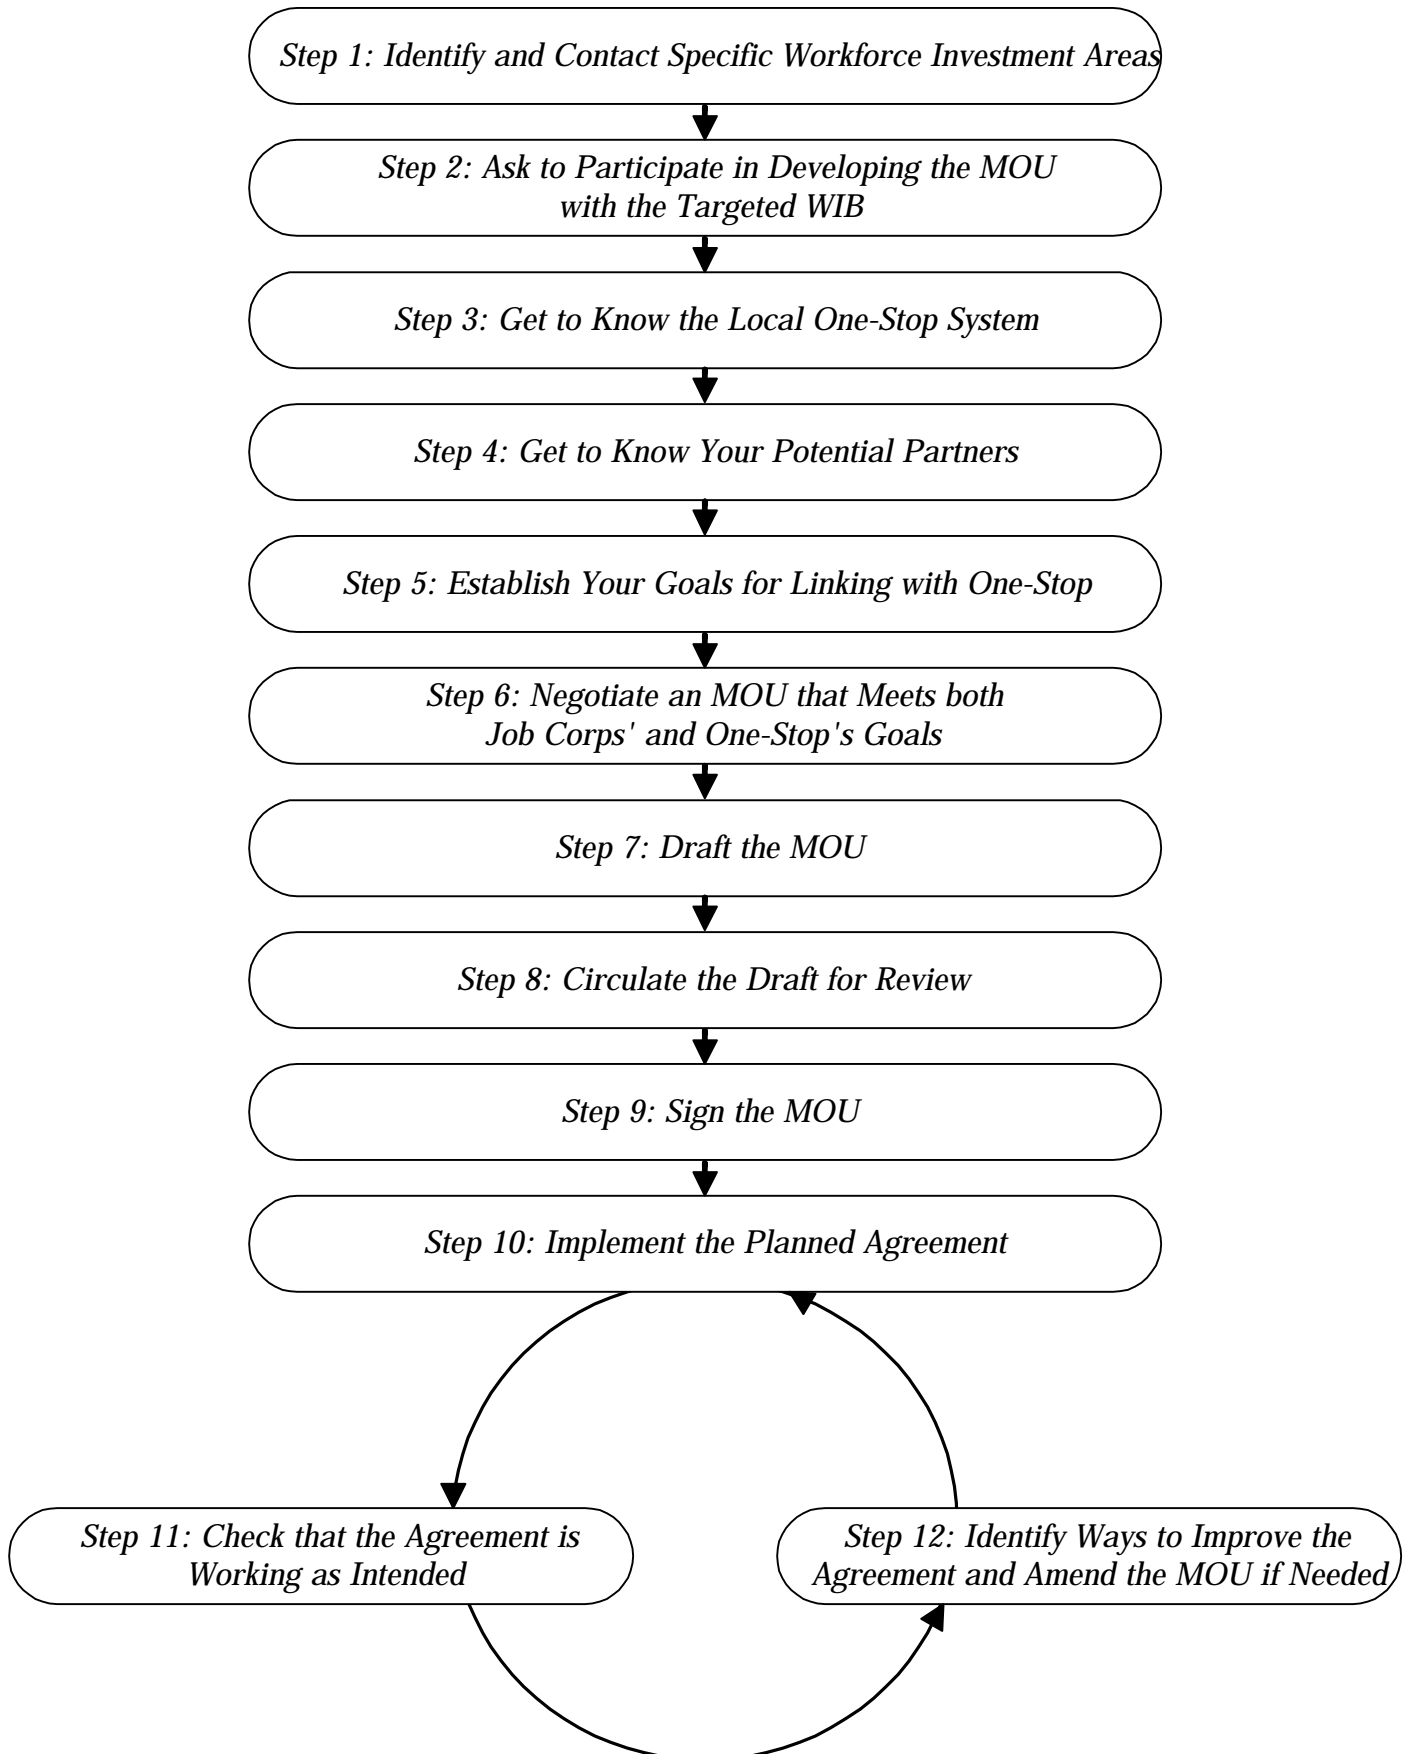 Step 1: Identify and Contact Specific Workforce Investment Areas
Step 2: Ask to Participate in Developing the MOU
with the Targeted WIB
Step 3: Get to Know the Local One-Stop System
Step 4: Get to Know Your Potential Partners
Step 5: Establish Your Goals for Linking with One-Stop
Step 6: Negotiate an MOU that Meets both
Job Corps' and One-Stop's Goals
Step 7: Draft the MOU
Step 8: Circulate the Draft for Review
Step 9: Sign the MOU
Step 10: Implement the Planned Agreement
Step 11: Check that the Agreement is
Working as Intended
Step 12: Identify Ways to Improve the
Agreement and Amend the MOU if Needed